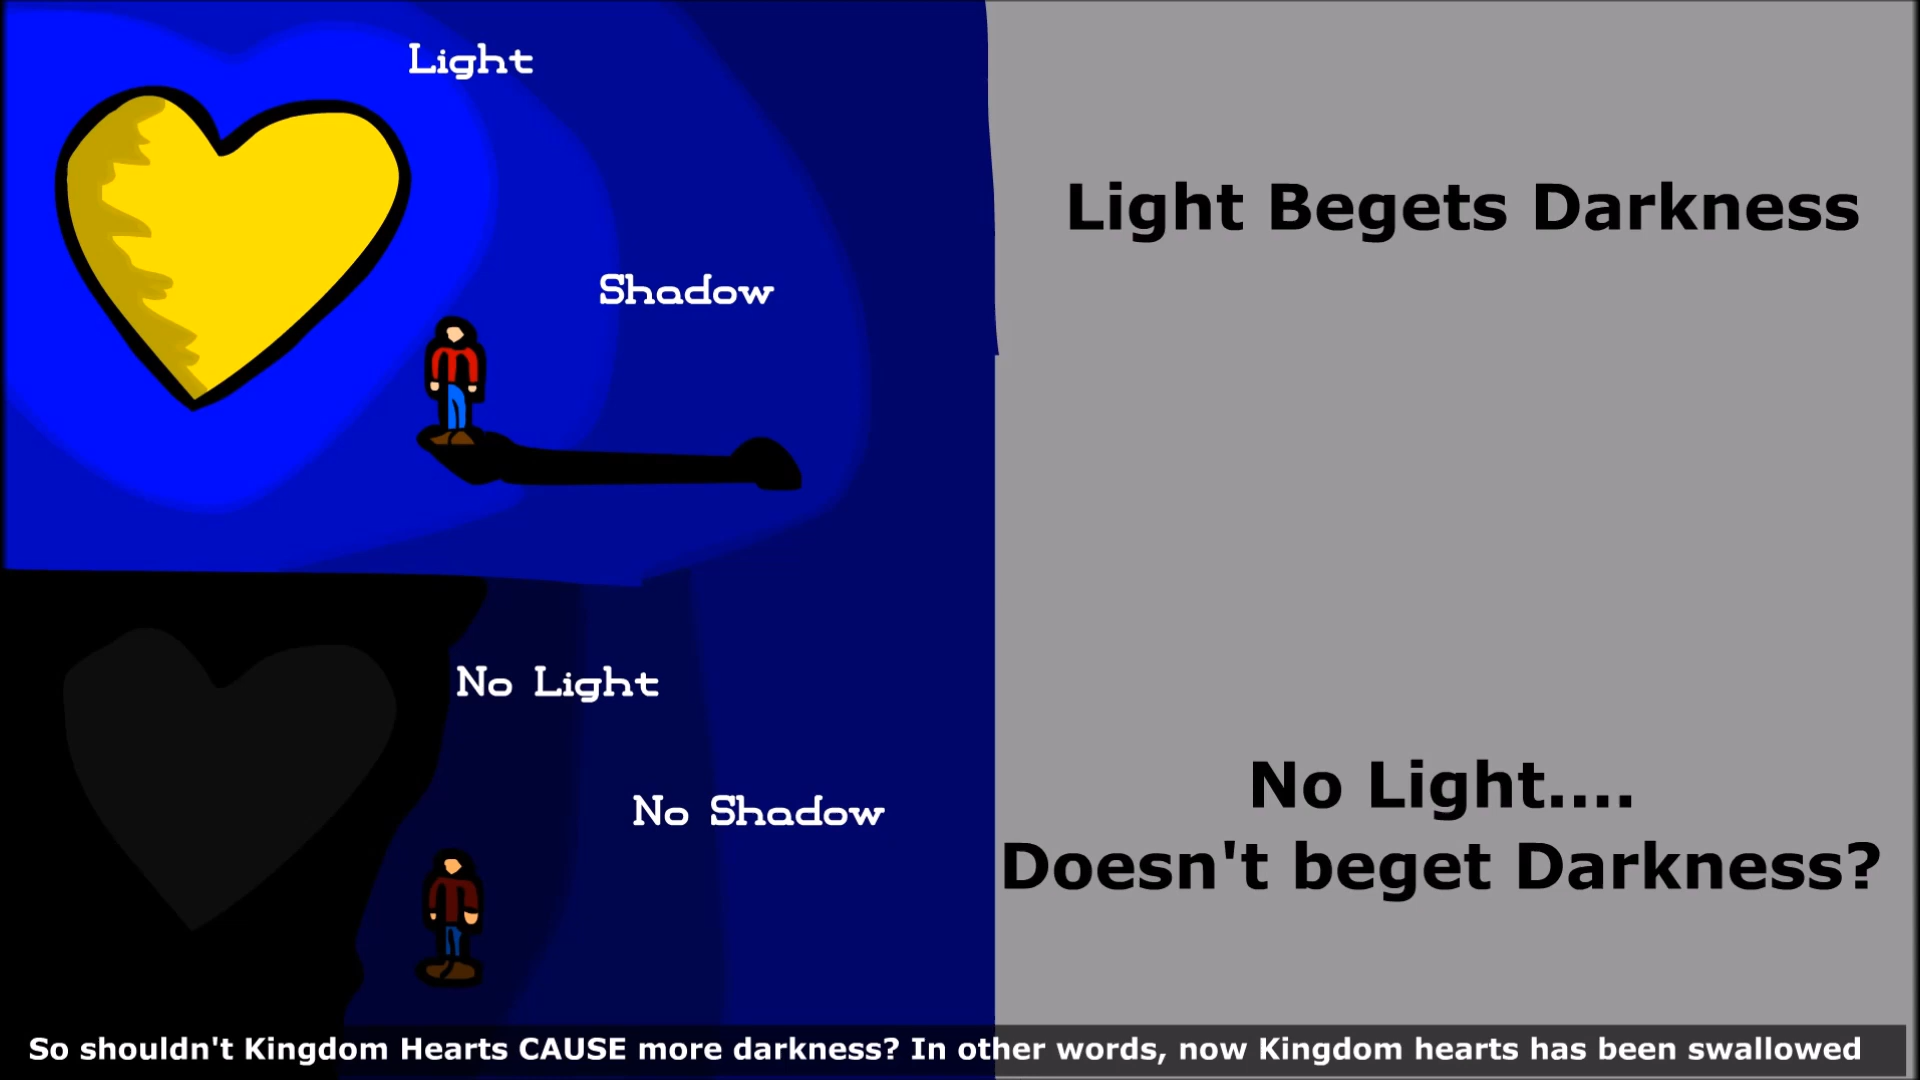 Light
Light Begets Darkness
Shadow
No Light
No Light....
Doesn't beget Darkness?
No Shadow
So shouldn't Kingdom Hearts CAUSE more darkness? In other words, now Kingdom hearts has been swallowed